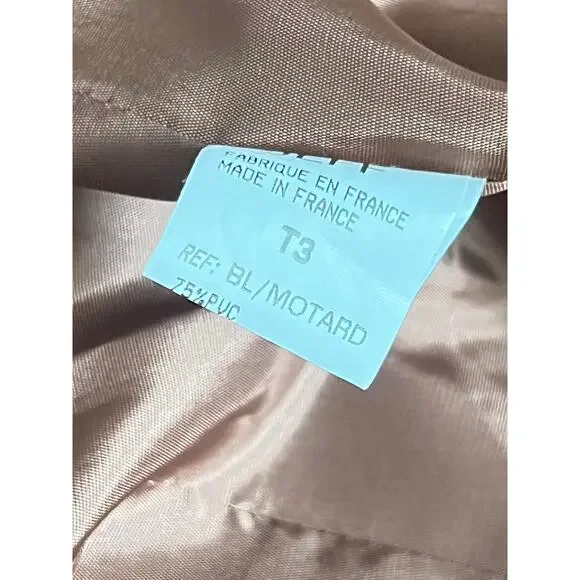 FABRIQUE EN FRANCE
MADE IN FRANCE
T3
REF: BL/MOTARD
75%PVC